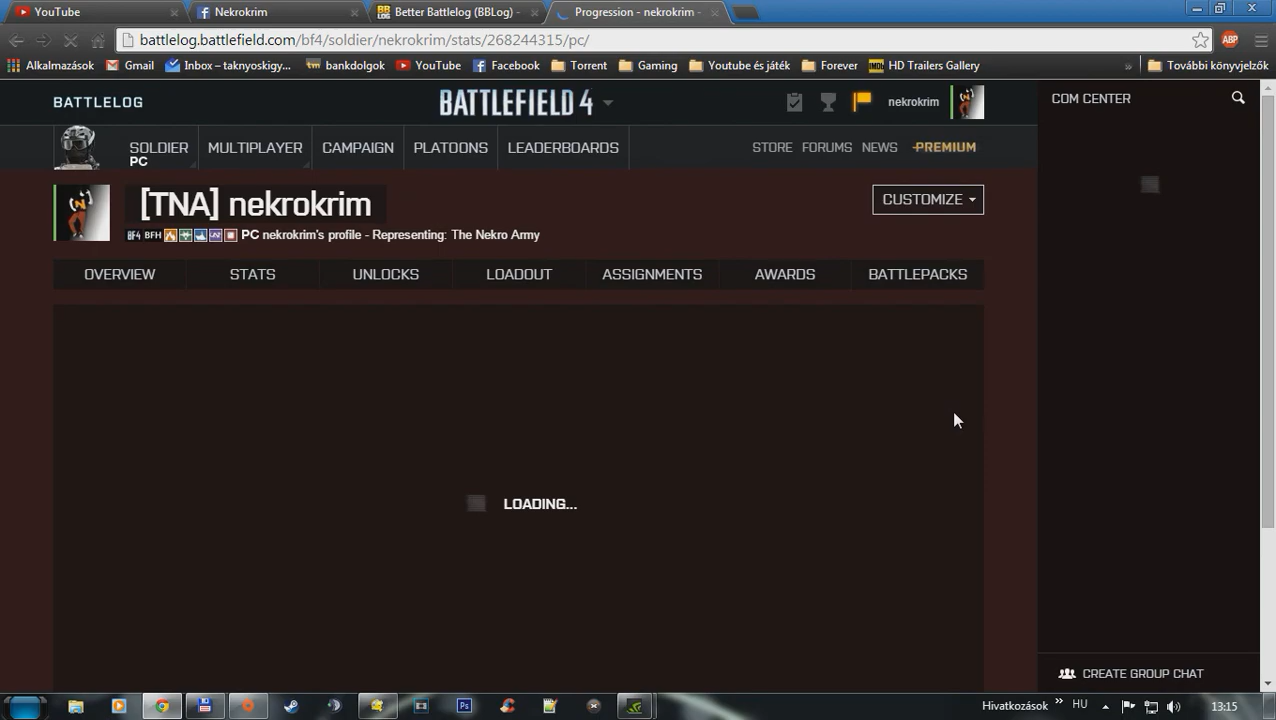 YouTube
Nekrokrim
Better Battlelog (BBLog) -
Progression - nekrokrim -
battlelog.battlefield.com/bf4/soldier/nekrokrim/stats/268244315/pc/
ABP
Alkalmazások
Gmail
Inbox – taknyoskigy...
bankdolgok
YouTube
Facebook
Torrent
Gaming
Youtube és játék
Forever
HD Trailers Gallery
»
További könyvjelzők
BATTLELOG
BATTLEFIELD 4
nekrokrim
COM CENTER
SOLDIER
PC
MULTIPLAYER
CAMPAIGN
PLATOONS
LEADERBOARDS
STORE
FORUMS
NEWS
PREMIUM
[TNA] nekrokrim
CUSTOMIZE
BF4 BFH PC nekrokrim's profile - Representing: The Nekro Army
OVERVIEW
STATS
UNLOCKS
LOADOUT
ASSIGNMENTS
AWARDS
BATTLEPACKS
LOADING...
CREATE GROUP CHAT
Hivatkozások
»
HU
13:15